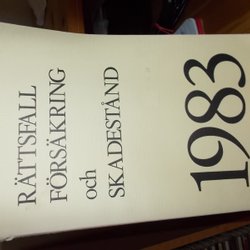 RÄTTSFALL
FÖRSÄKRING
och
SKADESTÅND
1983